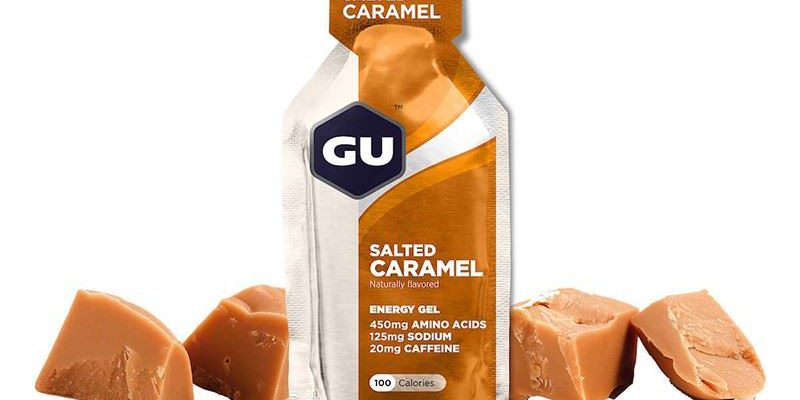 CARAMEL
™
GU
SALTED
CARAMEL
Naturally flavored
ENERGY GEL
450mg AMINO ACIDS
125mg SODIUM
20mg CAFFEINE
100 Calories